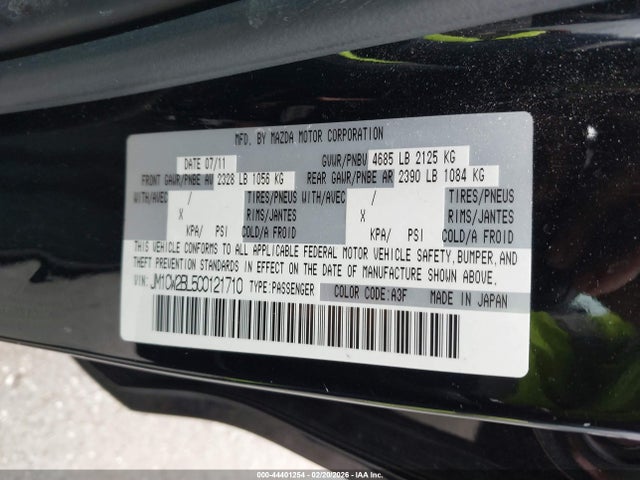 MFD. BY MAZDA MOTOR CORPORATION
DATE 07/11 GVWR/PNBV 4685 LB 2125 KG
FRONT GAWR/PNBE AV 2328 LB 1056 KG REAR GAWR/PNBE AR 2390 LB 1084 KG
WITH/AVEC / TIRES/PNEUS WITH/AVEC / TIRES/PNEUS
X RIMS/JANTES X RIMS/JANTES
KPA/ PSI COLD/A FROID KPA/ PSI COLD/A FROID
THIS VEHICLE CONFORMS TO ALL APPLICABLE FEDERAL MOTOR VEHICLE SAFETY, BUMPER, AND
THEFT PREVENTION STANDARDS IN EFFECT ON THE DATE OF MANUFACTURE SHOWN ABOVE.
VIN: JM1CW2BL5C0121710 TYPE:PASSENGER COLOR CODE:A3F MADE IN JAPAN
000-44401254 - 02/20/2026 - IAA Inc.